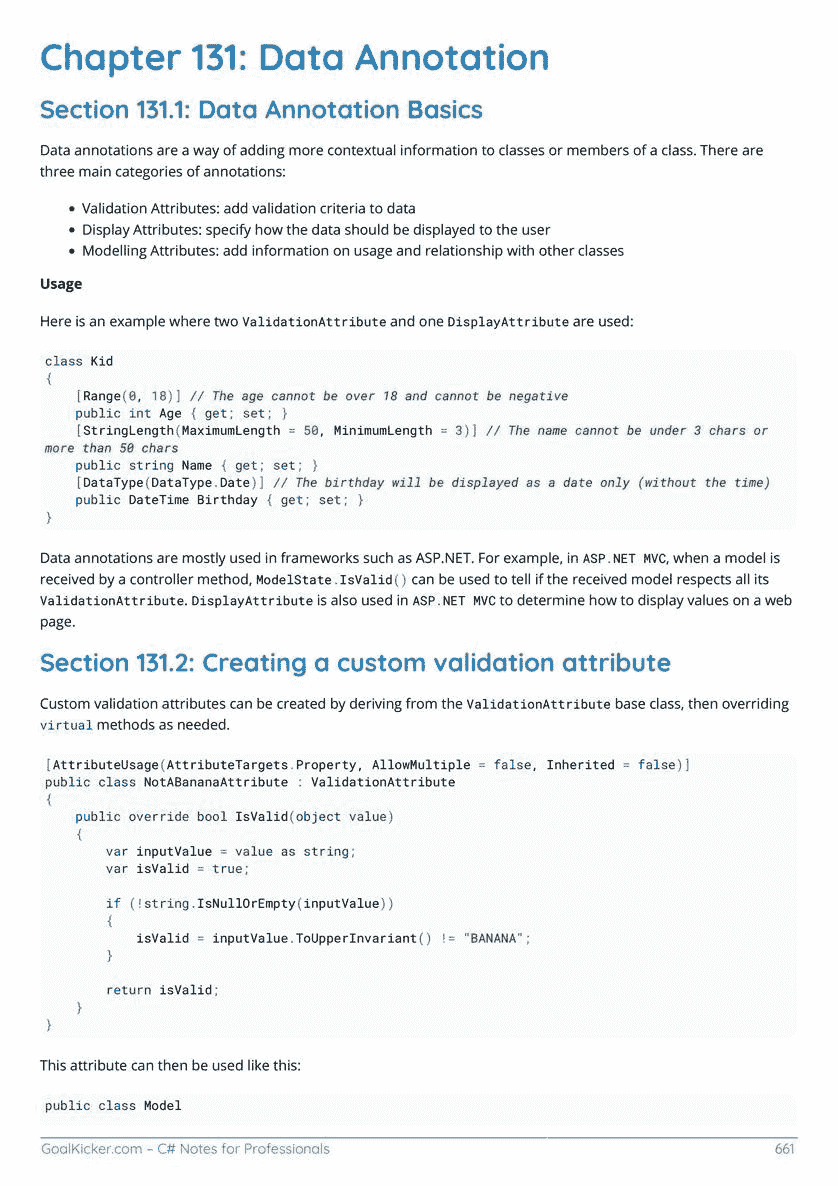 Chapter 131: Data Annotation
Section 131.1: Data Annotation Basics
Data annotations are a way of adding more contextual information to classes or members of a class. There are
three main categories of annotations:
• Validation Attributes: add validation criteria to data
• Display Attributes: specify how the data should be displayed to the user
• Modelling Attributes: add information on usage and relationship with other classes
Usage
Here is an example where two ValidationAttribute and one DisplayAttribute are used:
class Kid
{
    [Range(0, 18)] // The age cannot be over 18 and cannot be negative
    public int Age { get; set; }
    [StringLength(MaximumLength = 50, MinimumLength = 3)] // The name cannot be under 3 chars or
more than 50 chars
    public string Name { get; set; }
    [DataType(DataType.Date)] // The birthday will be displayed as a date only (without the time)
    public DateTime Birthday { get; set; }
}
Data annotations are mostly used in frameworks such as ASP.NET. For example, in ASP.NET MVC, when a model is
received by a controller method, ModelState.IsValid() can be used to tell if the received model respects all its
ValidationAttribute. DisplayAttribute is also used in ASP.NET MVC to determine how to display values on a web
page.
Section 131.2: Creating a custom validation attribute
Custom validation attributes can be created by deriving from the ValidationAttribute base class, then overriding
virtual methods as needed.
[AttributeUsage(AttributeTargets.Property, AllowMultiple = false, Inherited = false)]
public class NotABananaAttribute : ValidationAttribute
{
    public override bool IsValid(object value)
    {
        var inputValue = value as string;
        var isValid = true;
        if (!string.IsNullOrEmpty(inputValue))
        {
            isValid = inputValue.ToUpperInvariant() != "BANANA";
        }
        return isValid;
    }
}
This attribute can then be used like this:
public class Model
GoalKicker.com – C# Notes for Professionals 661